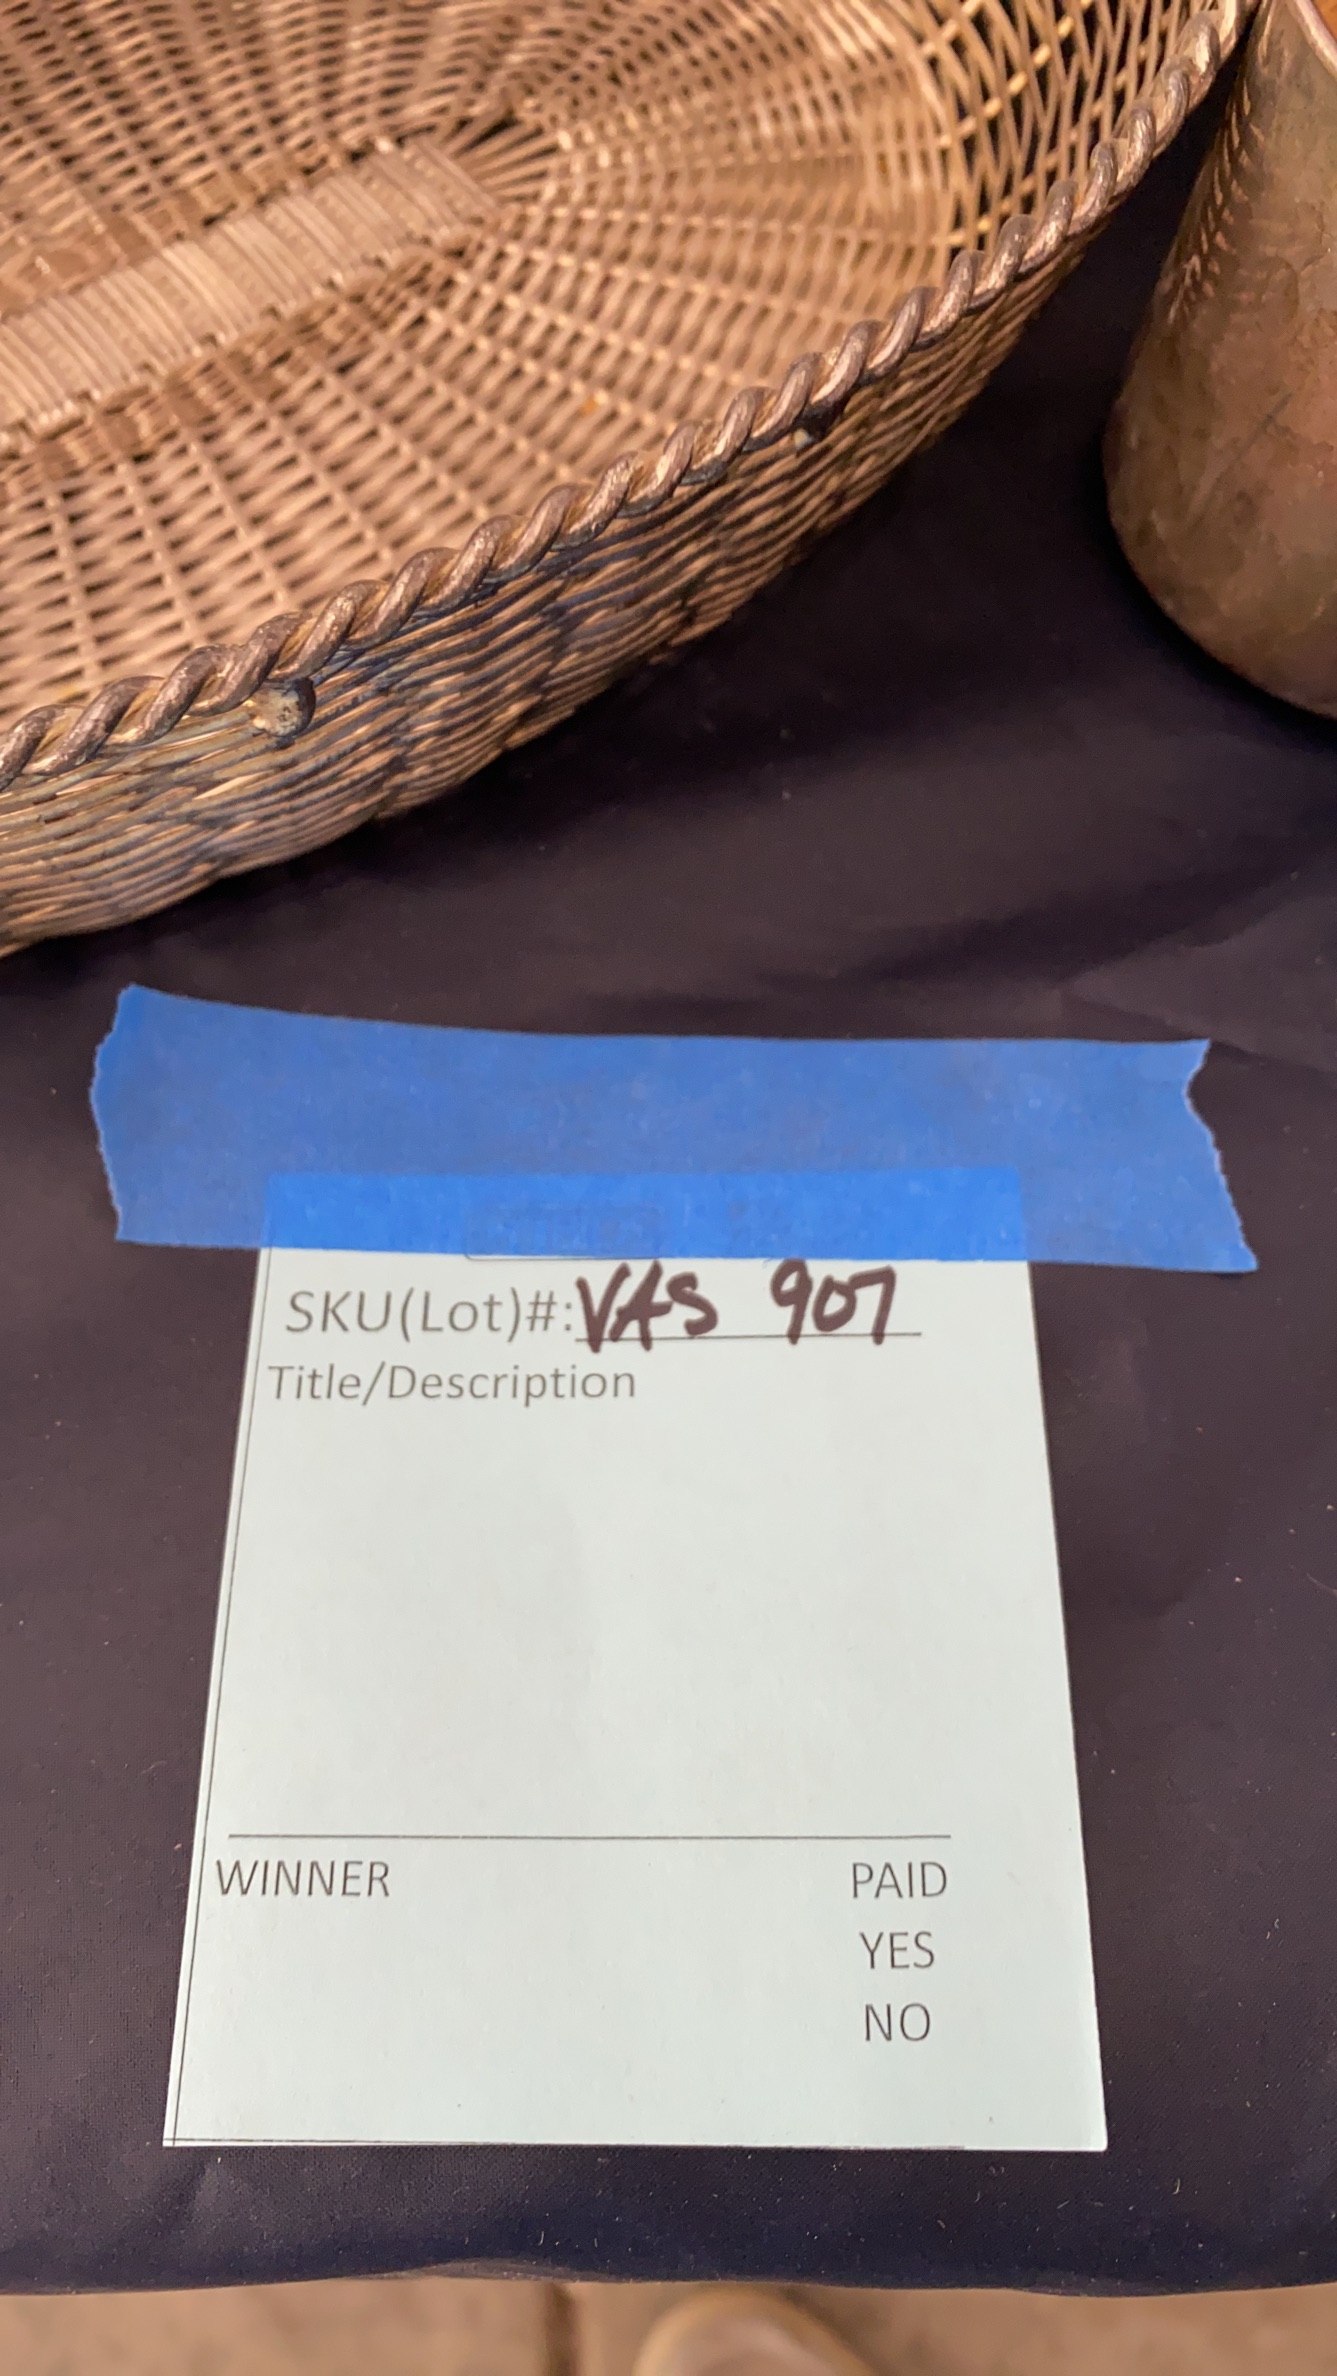 SKU(Lot)#: VAS 907
Title/Description
WINNER PAID
YES
NO